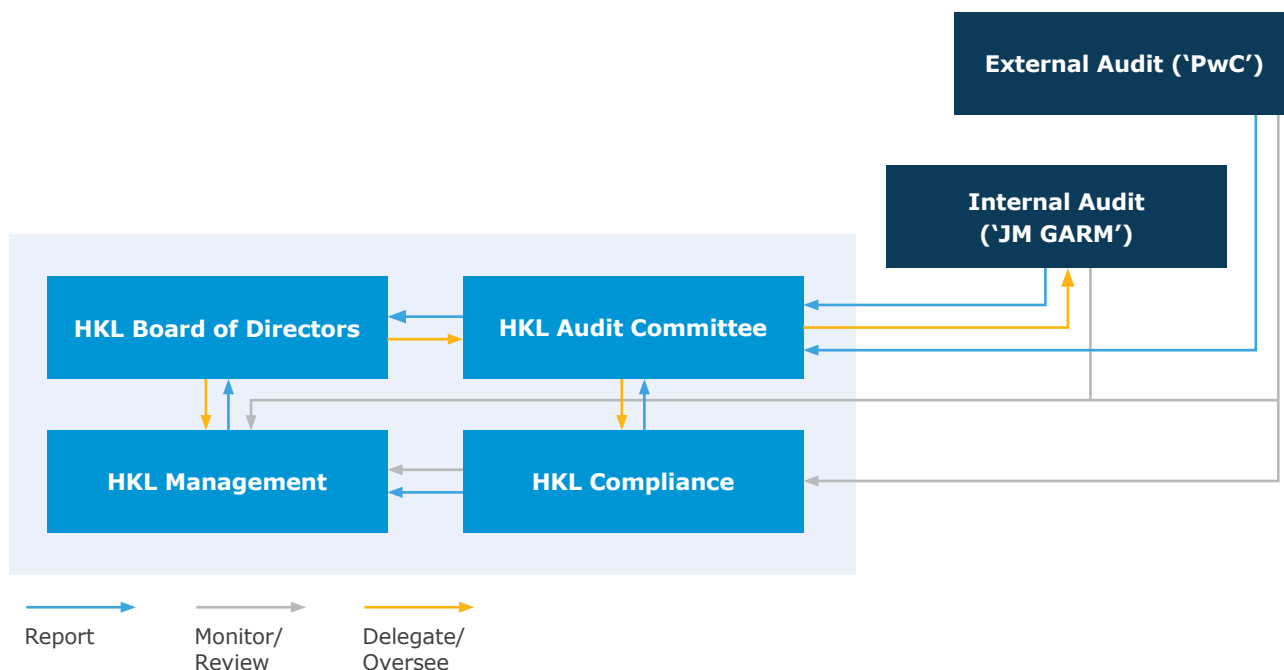 External Audit (‘PwC’)
Internal Audit
(‘JM GARM’)
HKL Board of Directors
HKL Audit Committee
HKL Management
HKL Compliance
Report
Monitor/
Review
Delegate/
Oversee